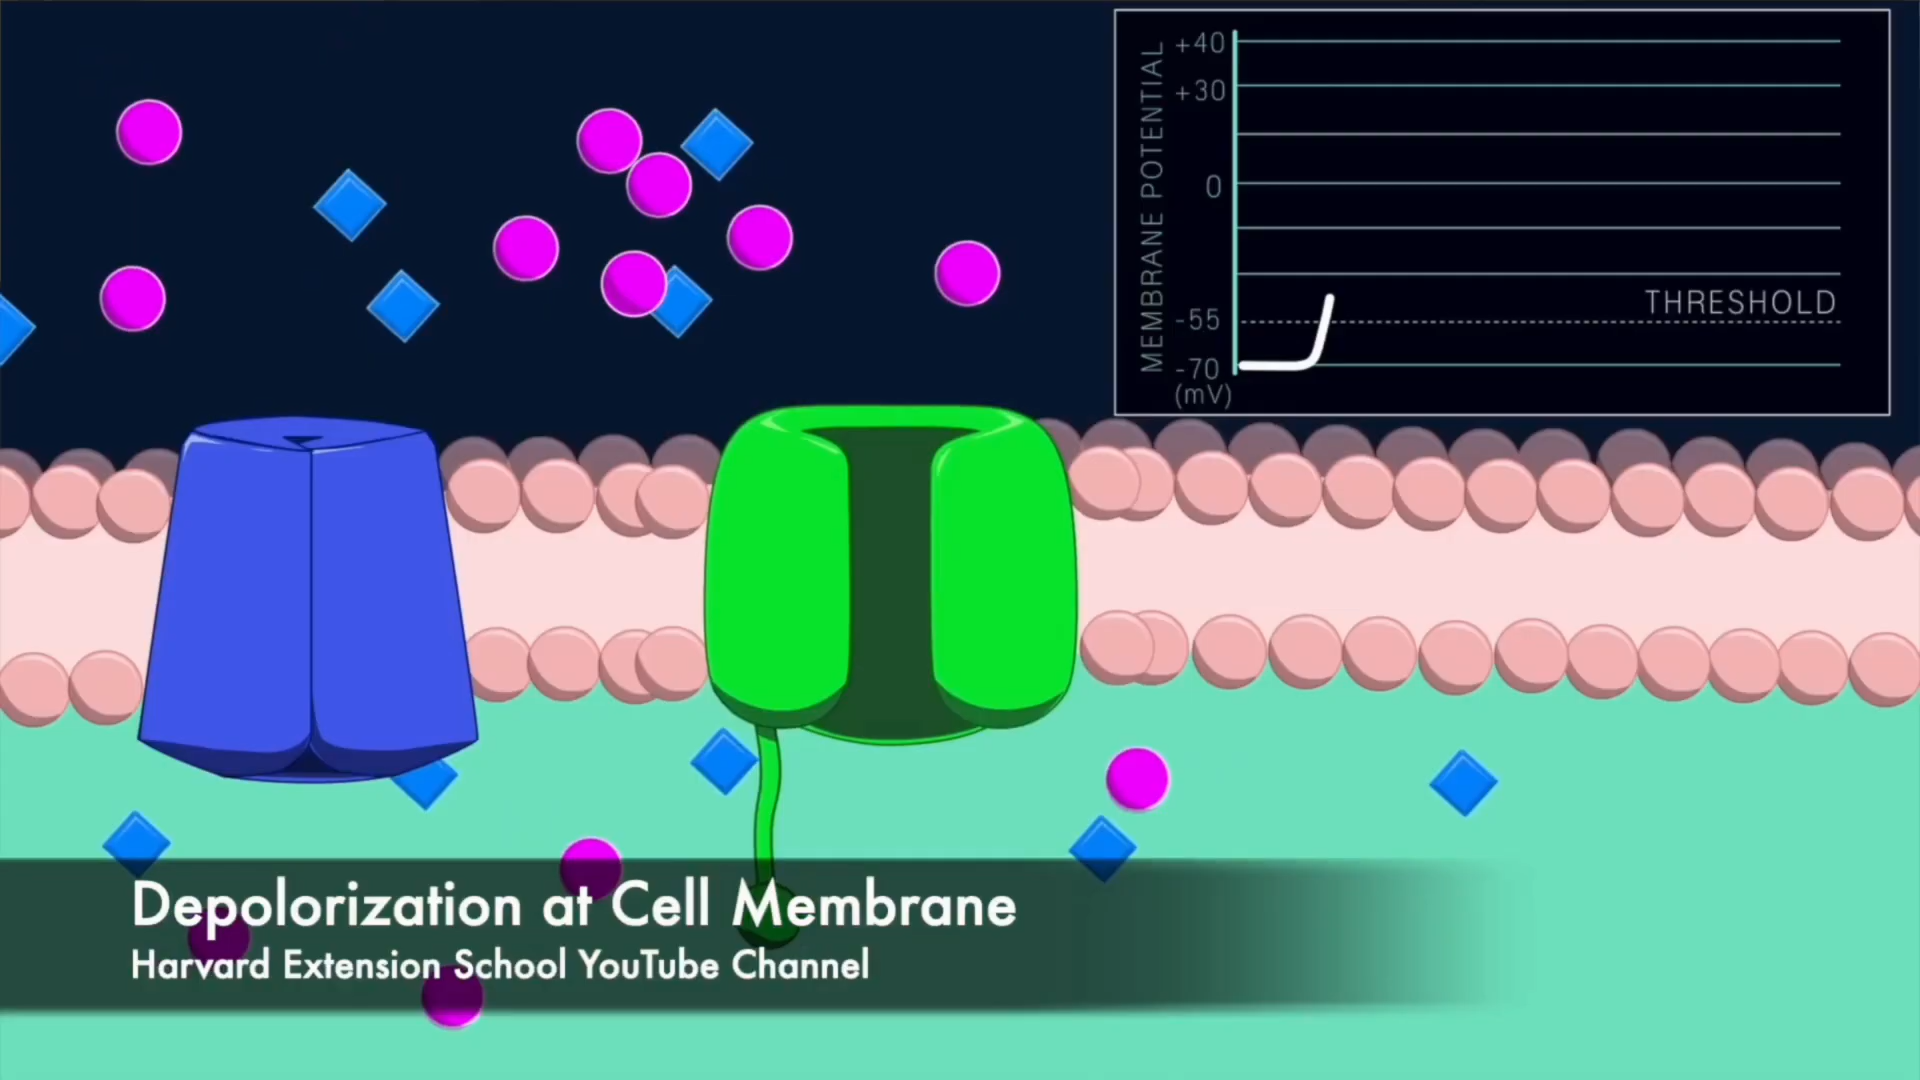 MEMBRANE POTENTIAL
+40
+30
0
-55
-70
(mV)
THRESHOLD
Depolorization at Cell Membrane
Harvard Extension School YouTube Channel